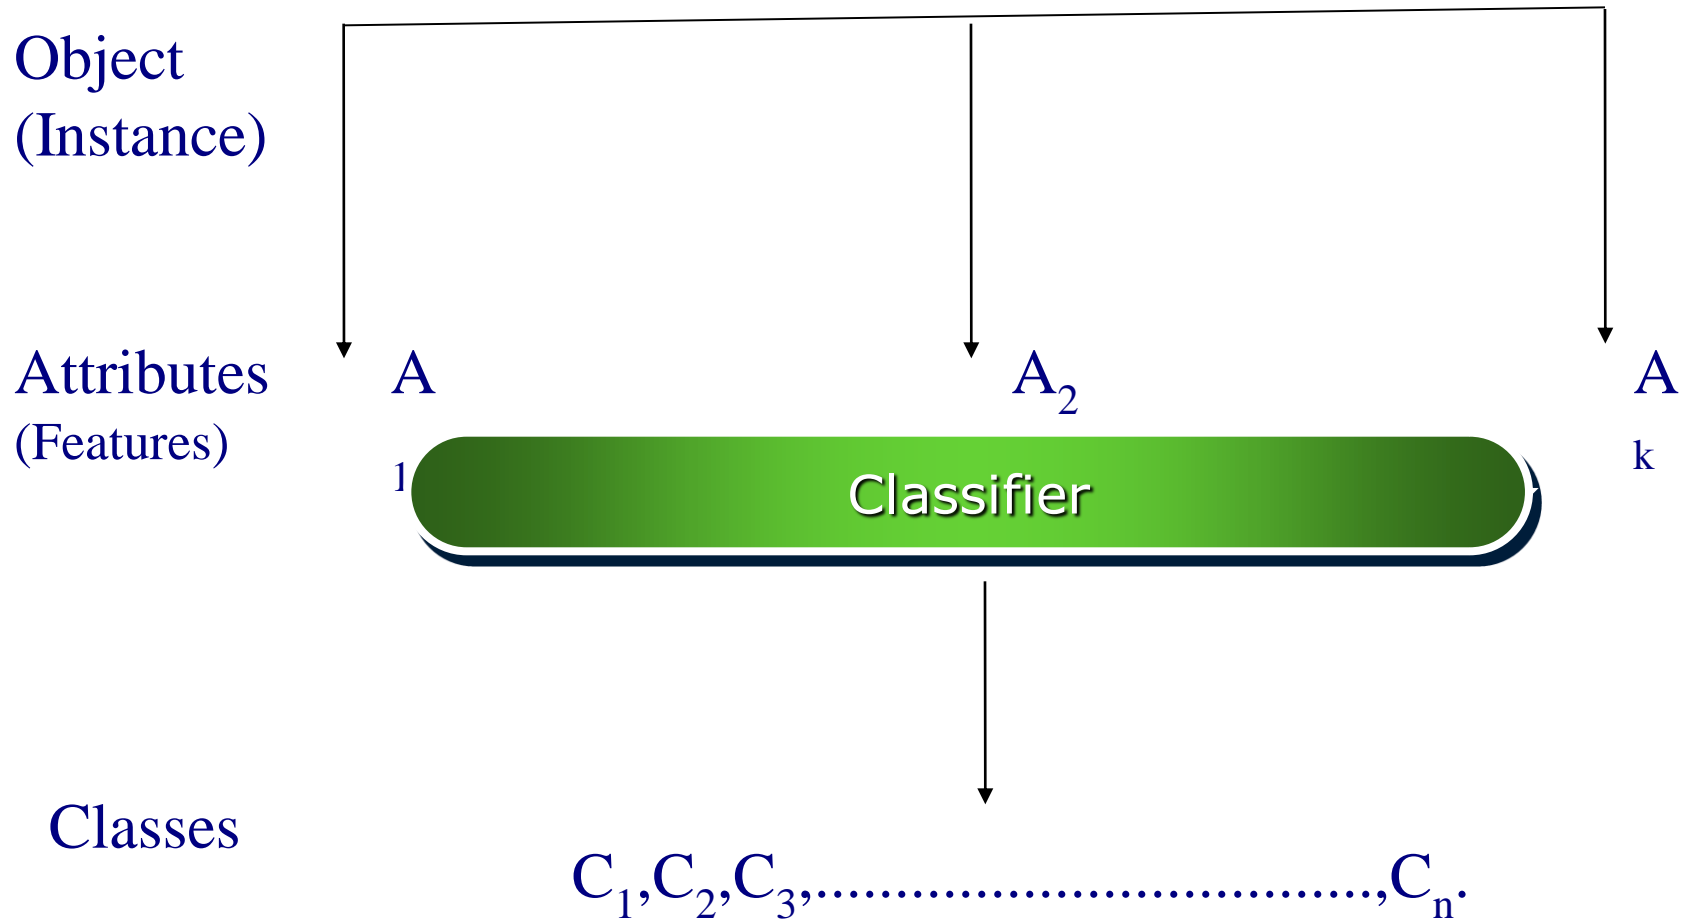 Object
(Instance)
Attributes A A₂ A
(Features)
1 k
Classifier
Classes
C₁,C₂,C₃,...................................,Cₙ.